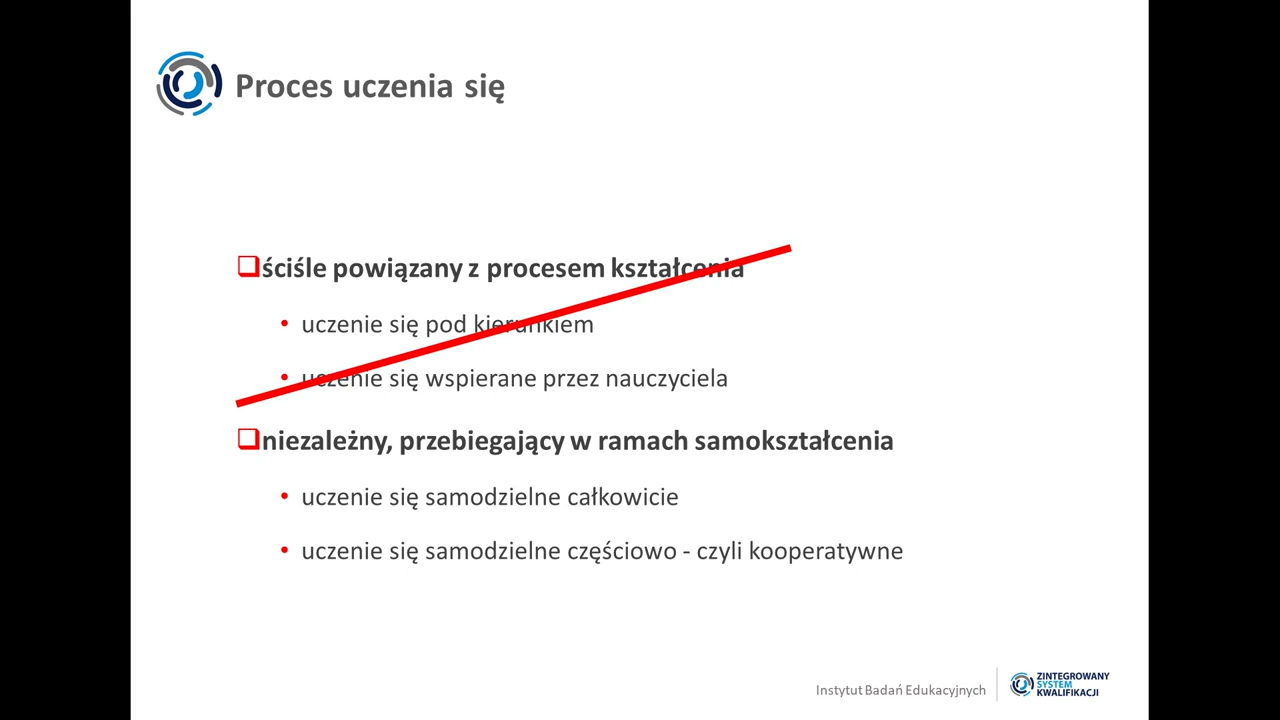 Proces uczenia się
ściśle powiązany z procesem kształcenia
uczenie się pod kierunkiem
uczenie się wspierane przez nauczyciela
niezależny, przebiegający w ramach samokształcenia
uczenie się samodzielne całkowicie
uczenie się samodzielne częściowo - czyli kooperatywne
Instytut Badań Edukacyjnych
ZINTEGROWANY
SYSTEM
KWALIFIKACJI